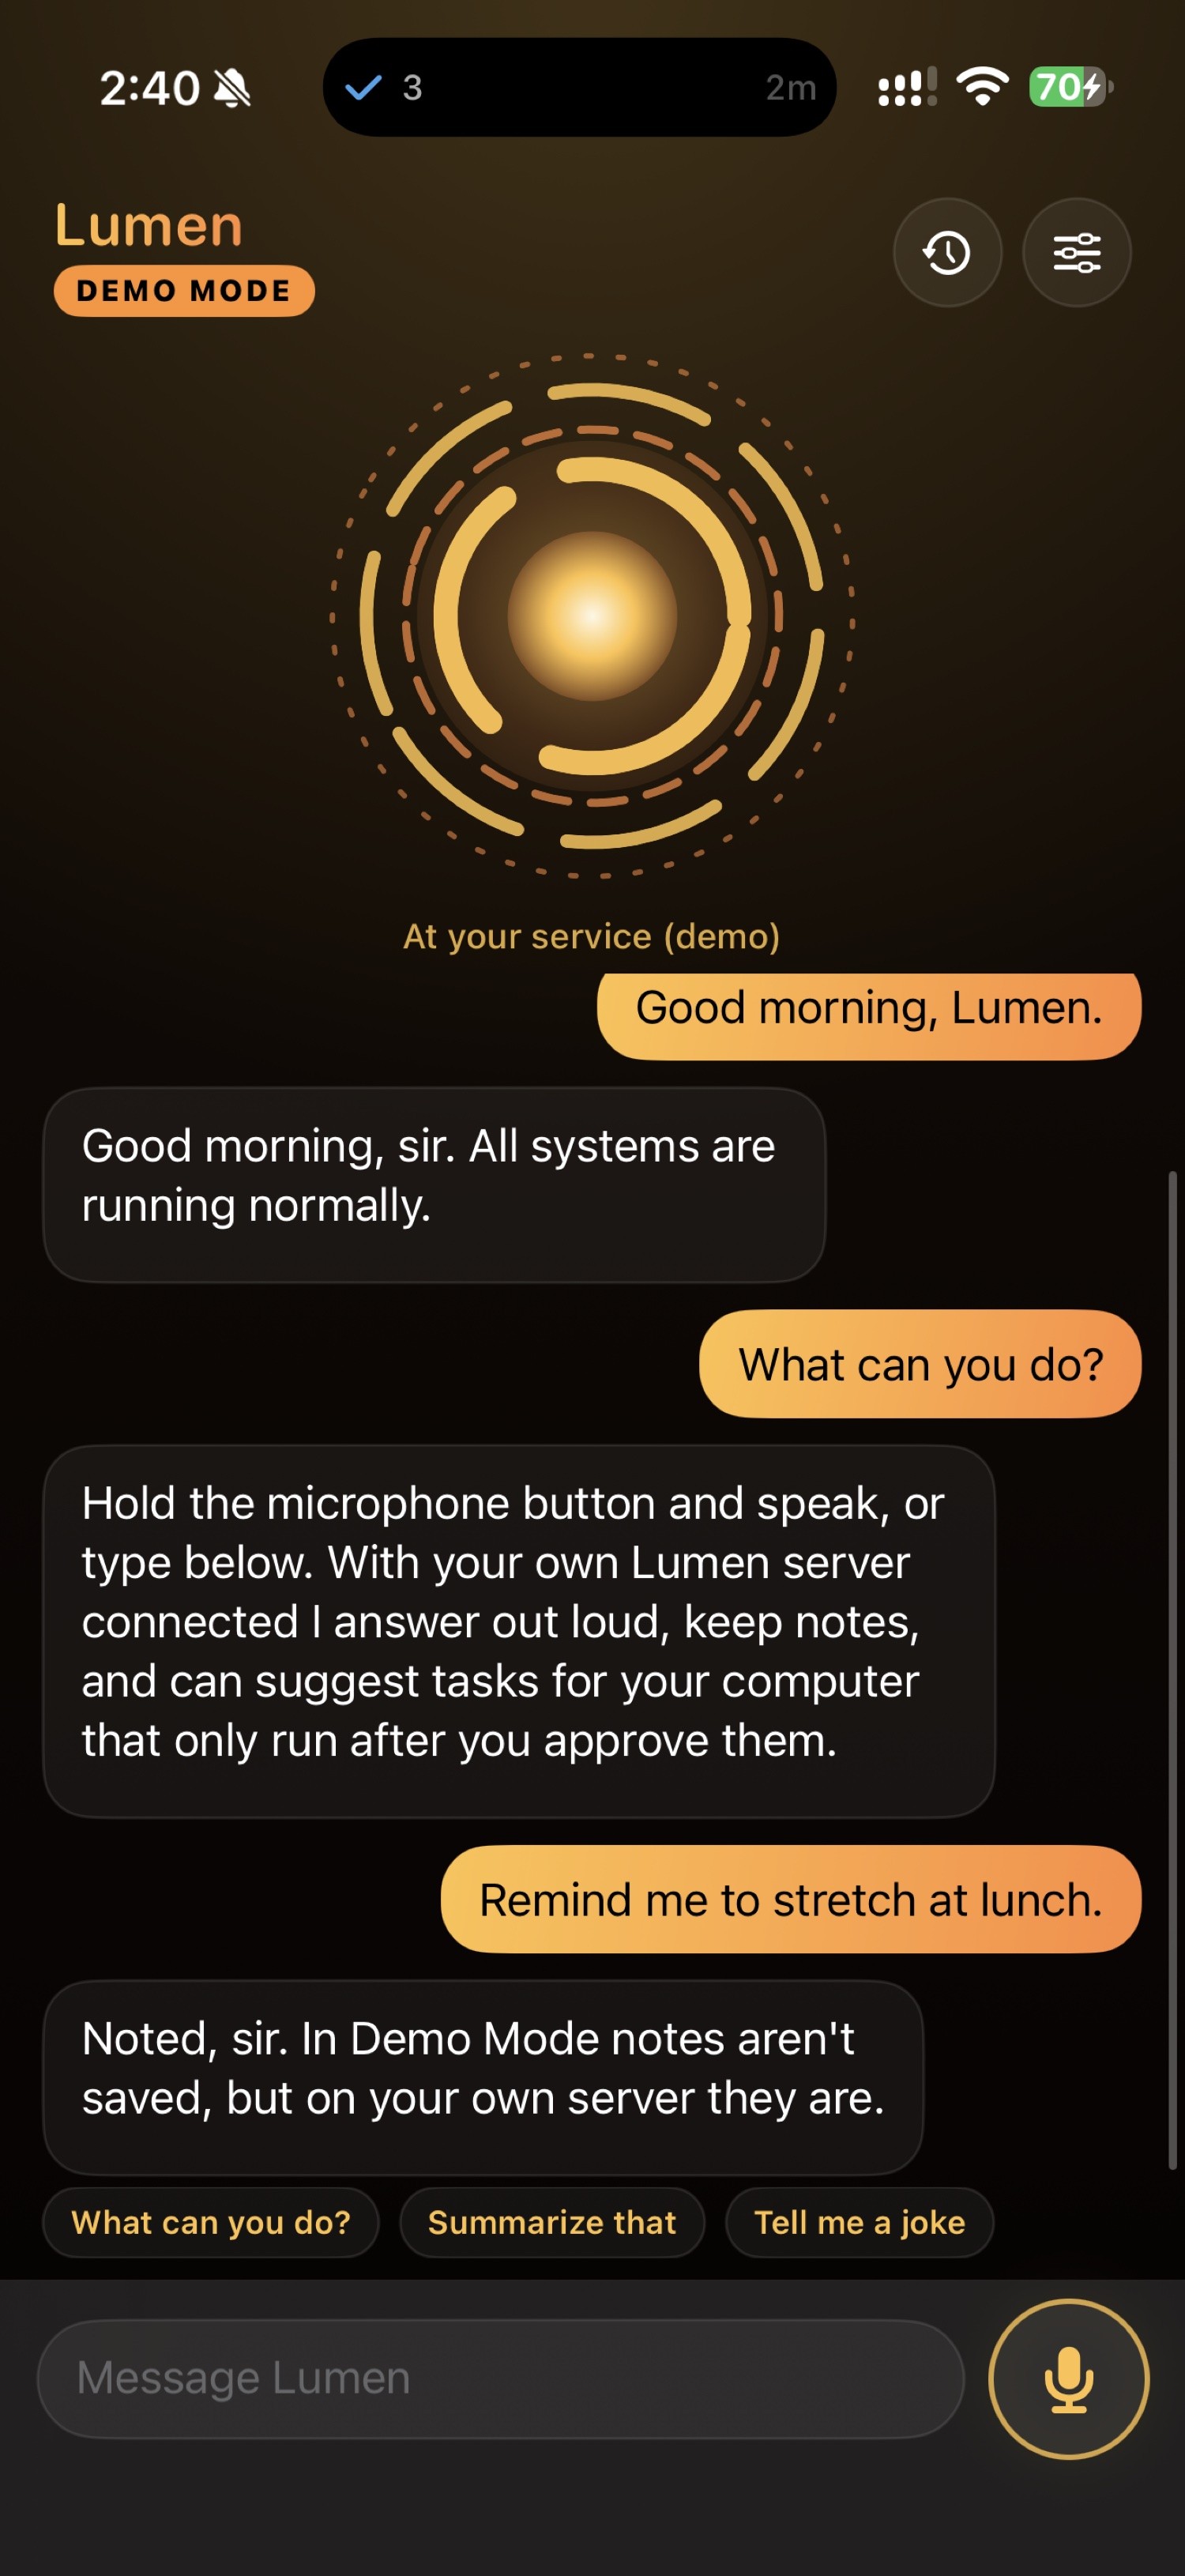 2:40
3
2m
70
Lumen
DEMO MODE
At your service (demo)
Good morning, Lumen.
Good morning, sir. All systems are
running normally.
What can you do?
Hold the microphone button and speak, or
type below. With your own Lumen server
connected I answer out loud, keep notes,
and can suggest tasks for your computer
that only run after you approve them.
Remind me to stretch at lunch.
Noted, sir. In Demo Mode notes aren't
saved, but on your own server they are.
What can you do?
Summarize that
Tell me a joke
Message Lumen